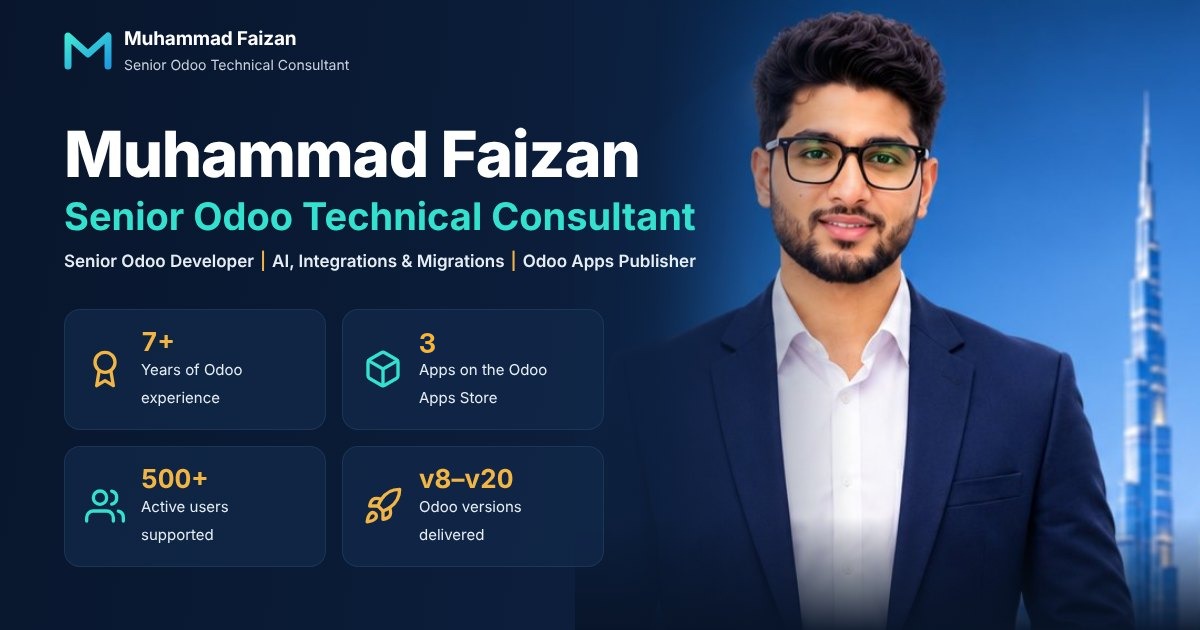 Muhammad Faizan
Senior Odoo Technical Consultant
Muhammad Faizan
Senior Odoo Technical Consultant
Senior Odoo Developer | AI, Integrations & Migrations | Odoo Apps Publisher
7+
Years of Odoo
experience
3
Apps on the Odoo
Apps Store
500+
Active users
supported
v8–v20
Odoo versions
delivered